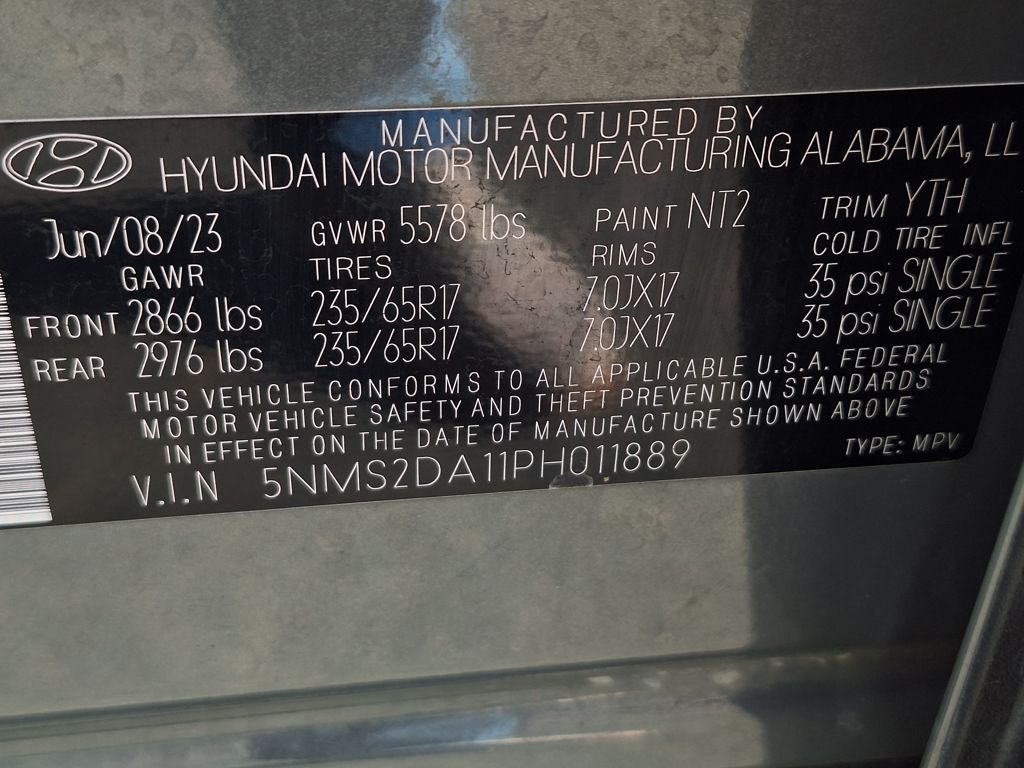 MANUFACTURED BY
HYUNDAI MOTOR MANUFACTURING ALABAMA, LL
Jun/08/23 GVWR 5578 lbs PAINT NT2 TRIM YTH
GAWR TIRES RIMS COLD TIRE INFL
FRONT 2866 lbs 235/65R17 7.0JX17 35 psi SINGLE
REAR 2976 lbs 235/65R17 7.0JX17 35 psi SINGLE
THIS VEHICLE CONFORMS TO ALL APPLICABLE U.S.A. FEDERAL
MOTOR VEHICLE SAFETY AND THEFT PREVENTION STANDARDS
IN EFFECT ON THE DATE OF MANUFACTURE SHOWN ABOVE
V.I.N 5NMS2DA11PH011889 TYPE: MPV